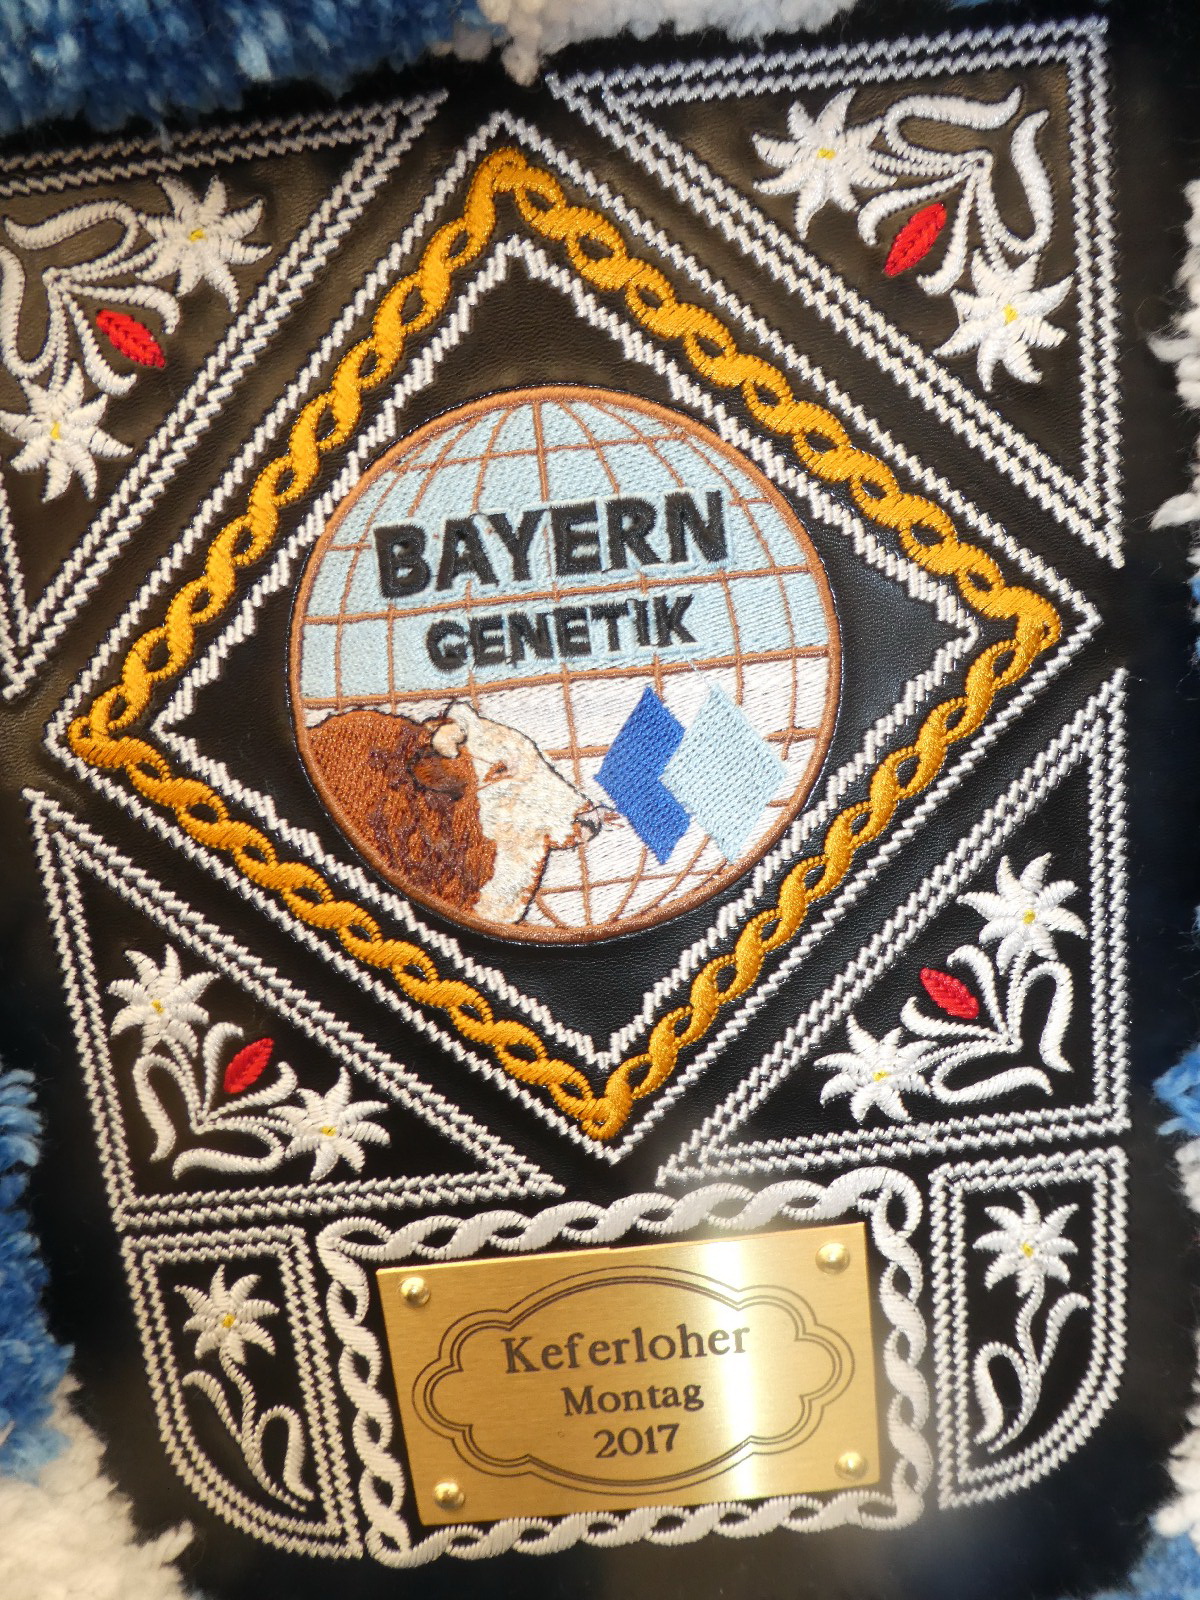 BAYERN
GENETIK
Keferloher
Montag
2017